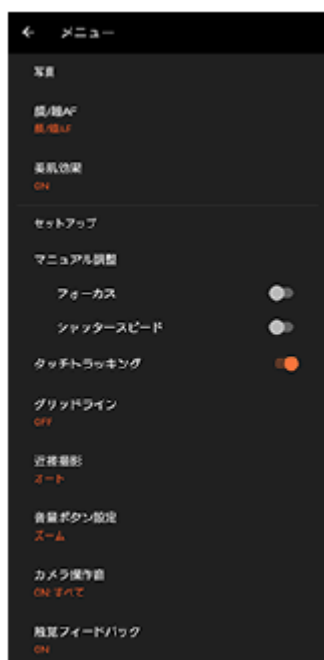 ← メニュー
写真
顔/瞳AF
顔/瞳AF
美肌効果
ON
セットアップ
マニュアル調整
フォーカス
シャッタースピード
タッチトラッキング
グリッドライン
OFF
近接撮影
オート
音量ボタン設定
ズーム
カメラ操作音
ON: すべて
触覚フィードバック
ON